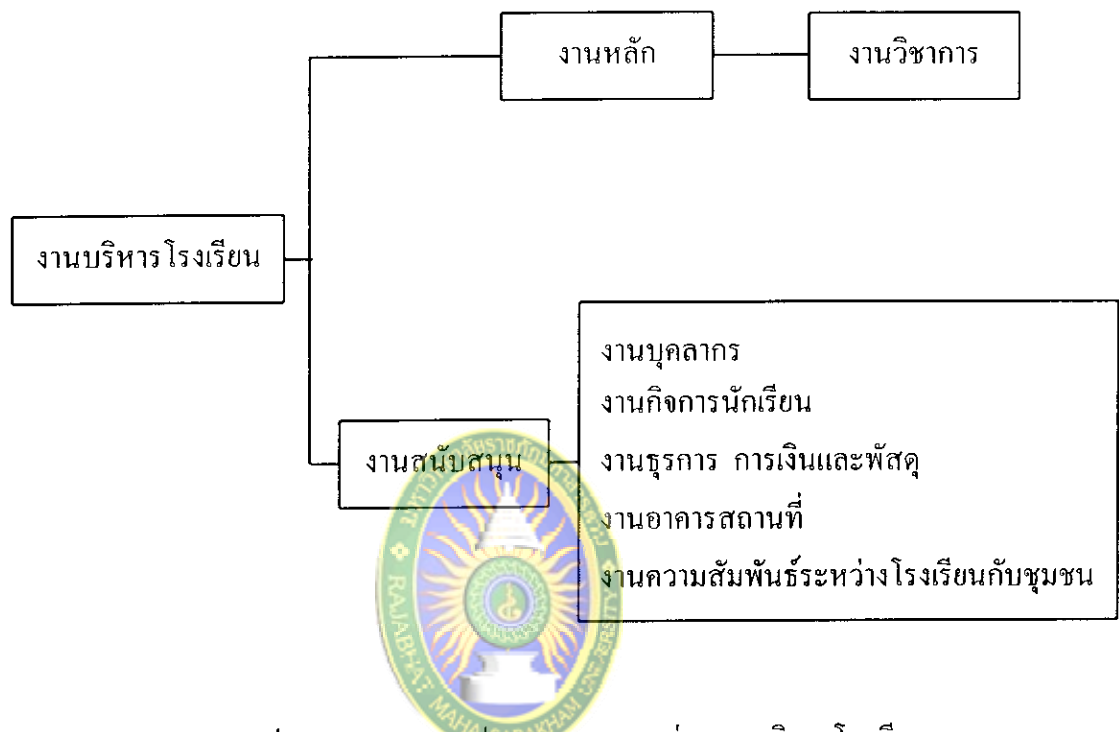 งานหลัก
งานวิชาการ
งานบริหารโรงเรียน
งานสนับสนุน
งานบุคลากร
งานกิจการนักเรียน
งานธุรการ การเงินและพัสดุ
งานอาคารสถานที่
งานความสัมพันธ์ระหว่างโรงเรียนกับชุมชน
RAJABHAT MAHASARAKHAM UNIVERSITY